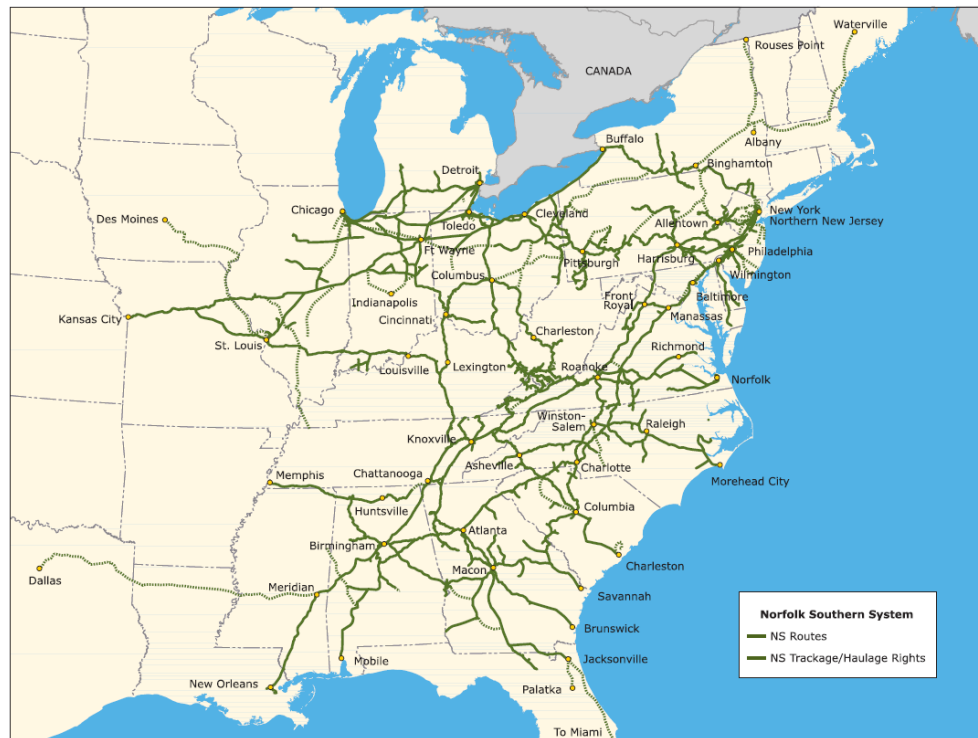 Waterville
Rouses Point
CANADA
Albany
Buffalo
Binghamton
Detroit
Chicago
Toledo
Cleveland
Allentown
New York
Northern New Jersey
Des Moines
Ft Wayne
Pittsburgh
Harrisburg
Philadelphia
Wilmington
Columbus
Indianapolis
Front
Royal
Baltimore
Manassas
Kansas City
Cincinnati
Charleston
Richmond
St. Louis
Louisville
Lexington
Roanoke
Norfolk
Winston-
Salem
Raleigh
Knoxville
Asheville
Charlotte
Morehead City
Memphis
Chattanooga
Huntsville
Columbia
Birmingham
Atlanta
Macon
Charleston
Dallas
Meridian
Savannah
Brunswick
Mobile
Jacksonville
New Orleans
Palatka
To Miami
Norfolk Southern System
NS Routes
NS Trackage/Haulage Rights